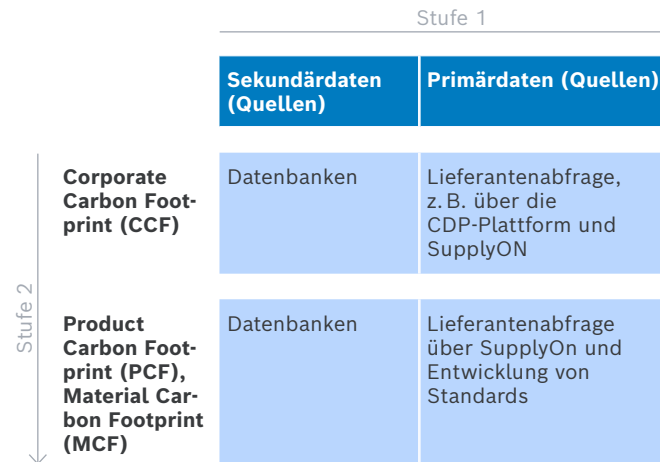 Stufe 1
Sekundärdaten
(Quellen)
Primärdaten (Quellen)
Stufe 2
Corporate
Carbon Foot-
print (CCF)
Datenbanken
Lieferantenabfrage,
z. B. über die
CDP-Plattform und
SupplyON
Product
Carbon Foot-
print (PCF),
Material Car-
bon Footprint
(MCF)
Datenbanken
Lieferantenabfrage
über SupplyOn und
Entwicklung von
Standards